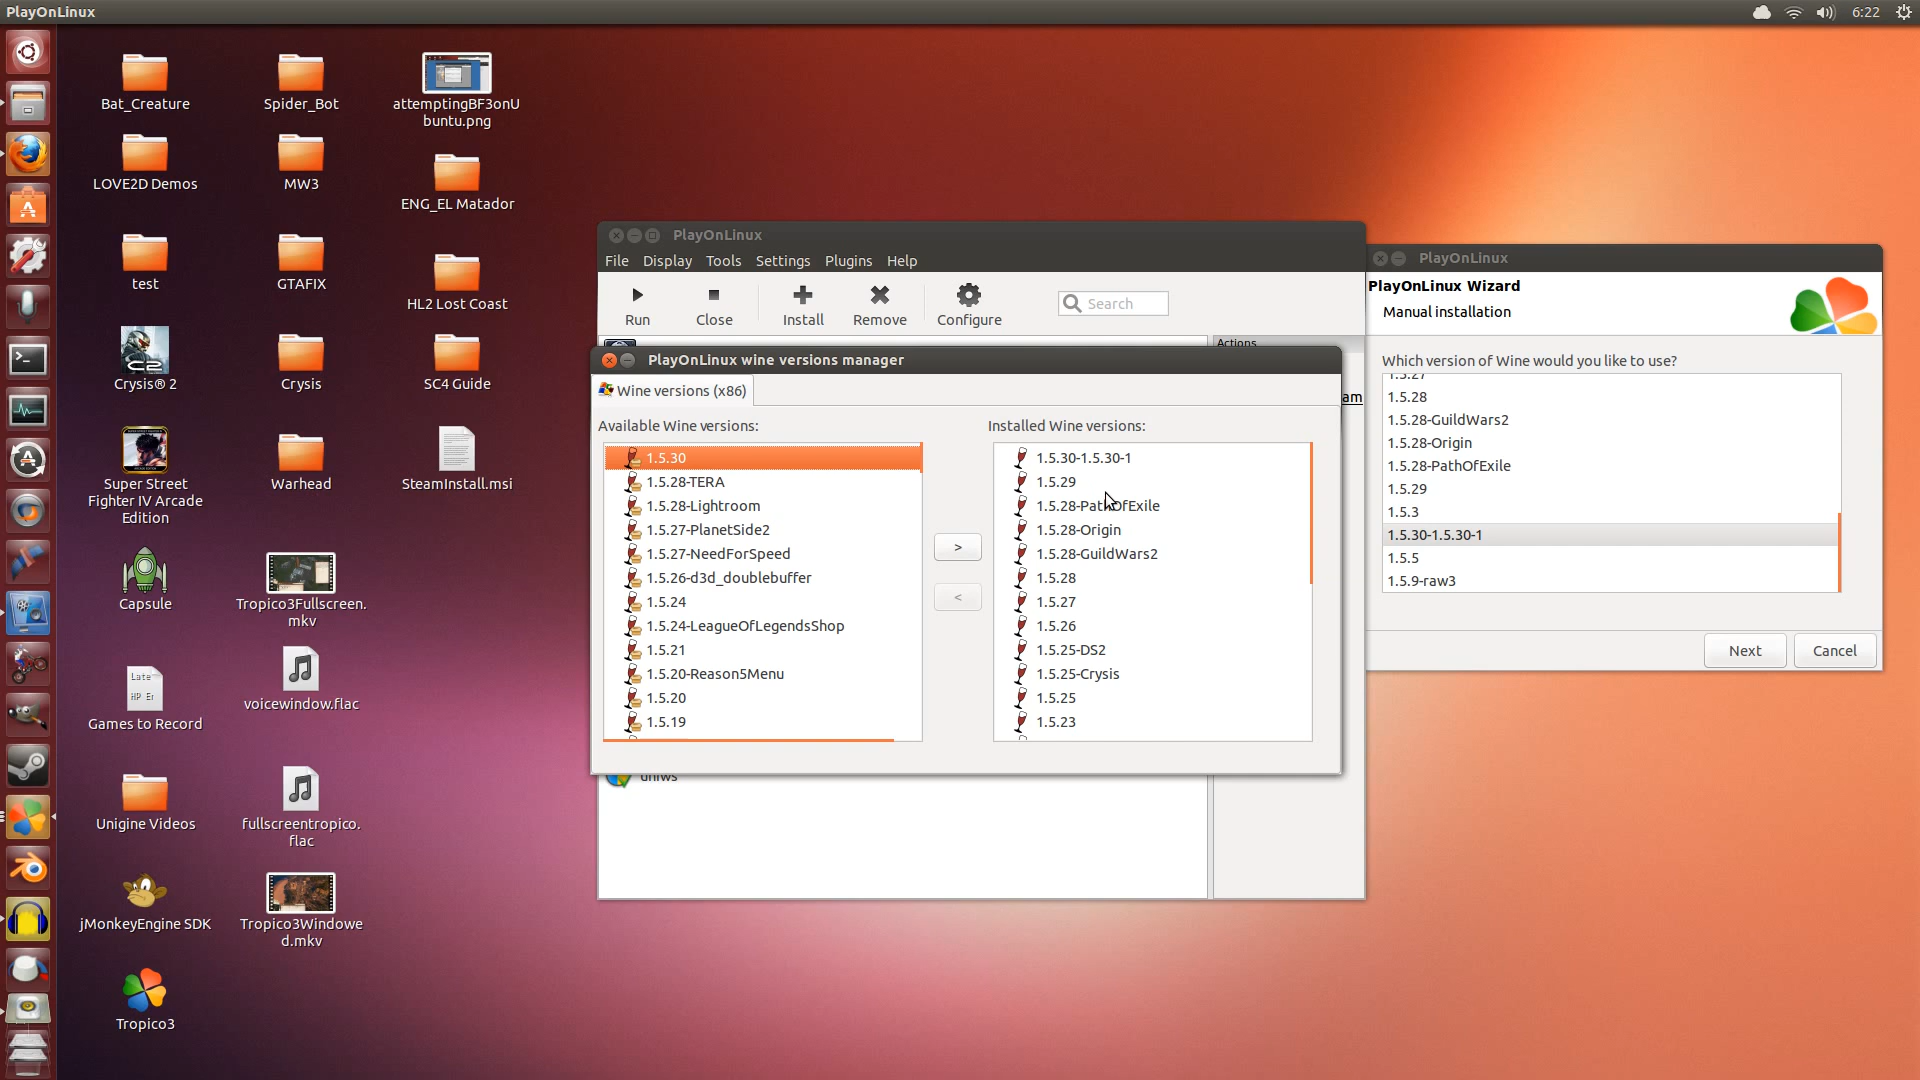 PlayOnLinux
6:22
Bat_Creature
Spider_Bot
attemptingBF3onU
buntu.png
LOVE2D Demos
MW3
ENG_EL Matador
test
GTAFIX
HL2 Lost Coast
Crysis® 2
Crysis
SC4 Guide
Super Street
Fighter IV Arcade
Edition
Warhead
SteamInstall.msi
Capsule
Tropico3Fullscreen.
mkv
Late
HP Er
Games to Record
voicewindow.flac
Unigine Videos
fullscreentropico.
flac
jMonkeyEngine SDK
Tropico3Windowe
d.mkv
Tropico3
PlayOnLinux
File Display Tools Settings Plugins Help
Run Close Install Remove Configure Search
Actions
am
PlayOnLinux wine versions manager
Wine versions (x86)
Available Wine versions:
1.5.30
1.5.28-TERA
1.5.28-Lightroom
1.5.27-PlanetSide2
1.5.27-NeedForSpeed
1.5.26-d3d_doublebuffer
1.5.24
1.5.24-LeagueOfLegendsShop
1.5.21
1.5.20-Reason5Menu
1.5.20
1.5.19
>
<
Installed Wine versions:
1.5.30-1.5.30-1
1.5.29
1.5.28-PathOfExile
1.5.28-Origin
1.5.28-GuildWars2
1.5.28
1.5.27
1.5.26
1.5.25-DS2
1.5.25-Crysis
1.5.25
1.5.23
uniws
PlayOnLinux
PlayOnLinux Wizard
Manual installation
Which version of Wine would you like to use?
1.5.27
1.5.28
1.5.28-GuildWars2
1.5.28-Origin
1.5.28-PathOfExile
1.5.29
1.5.3
1.5.30-1.5.30-1
1.5.5
1.5.9-raw3
Next Cancel